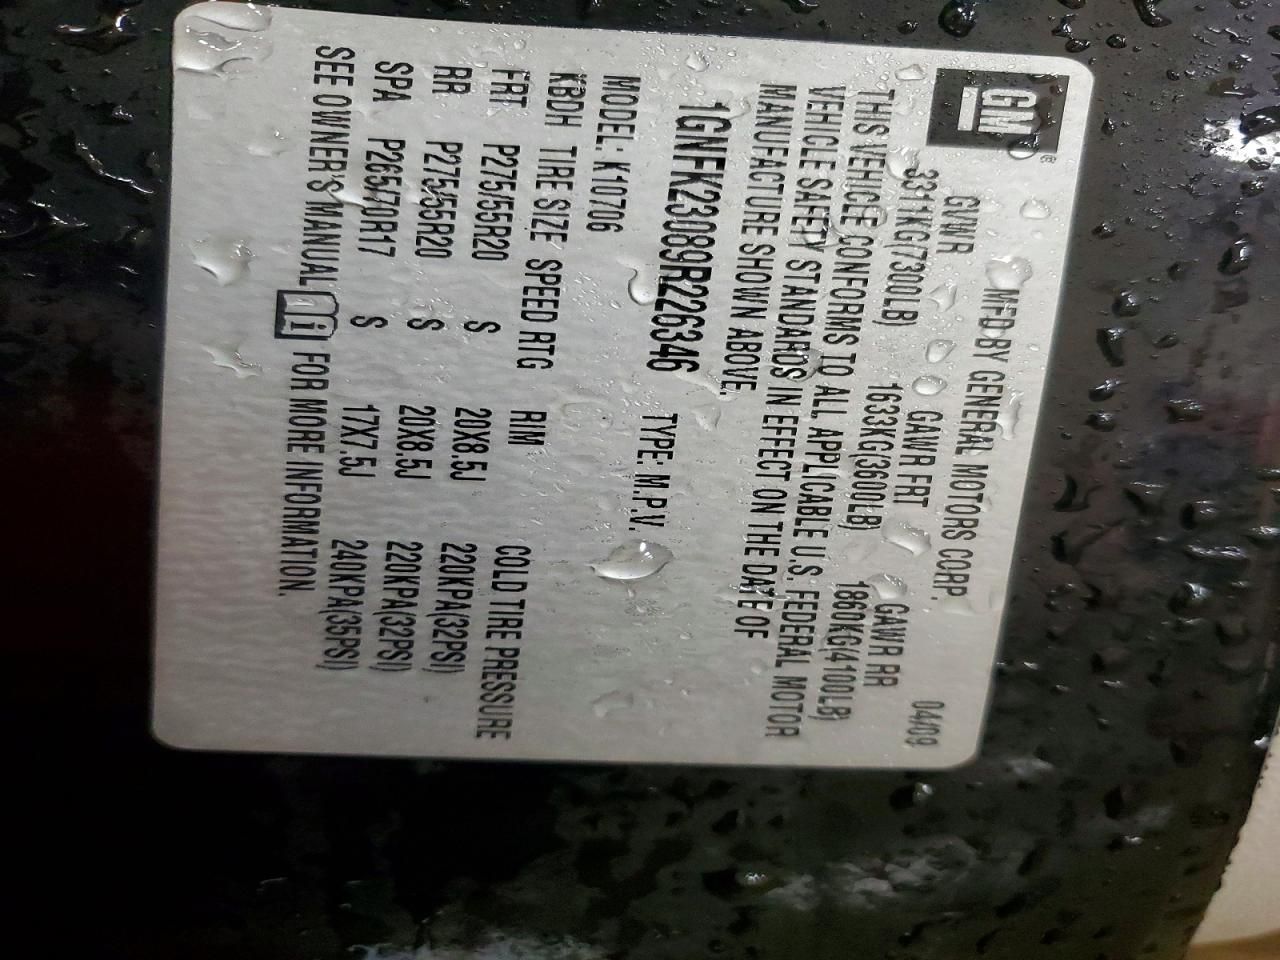 GM®
MFD BY GENERAL MOTORS CORP. 04/09
GVWR GAWR FRT GAWR RR
3311KG(7300LB) 1633KG(3600LB) 1860KG(4100LB)
THIS VEHICLE CONFORMS TO ALL APPLICABLE U.S. FEDERAL MOTOR
VEHICLE SAFETY STANDARDS IN EFFECT ON THE DATE OF
MANUFACTURE SHOWN ABOVE.
1GNFK23089R226346 TYPE: M.P.V.
MODEL: K10706
KBDH TIRE SIZE SPEED RTG RIM COLD TIRE PRESSURE
FRT P275/55R20 S 20X8.5J 220KPA(32PSI)
RR P275/55R20 S 20X8.5J 220KPA(32PSI)
SPA P265/70R17 S 17X7.5J 240KPA(35PSI)
SEE OWNER'S MANUAL i FOR MORE INFORMATION.